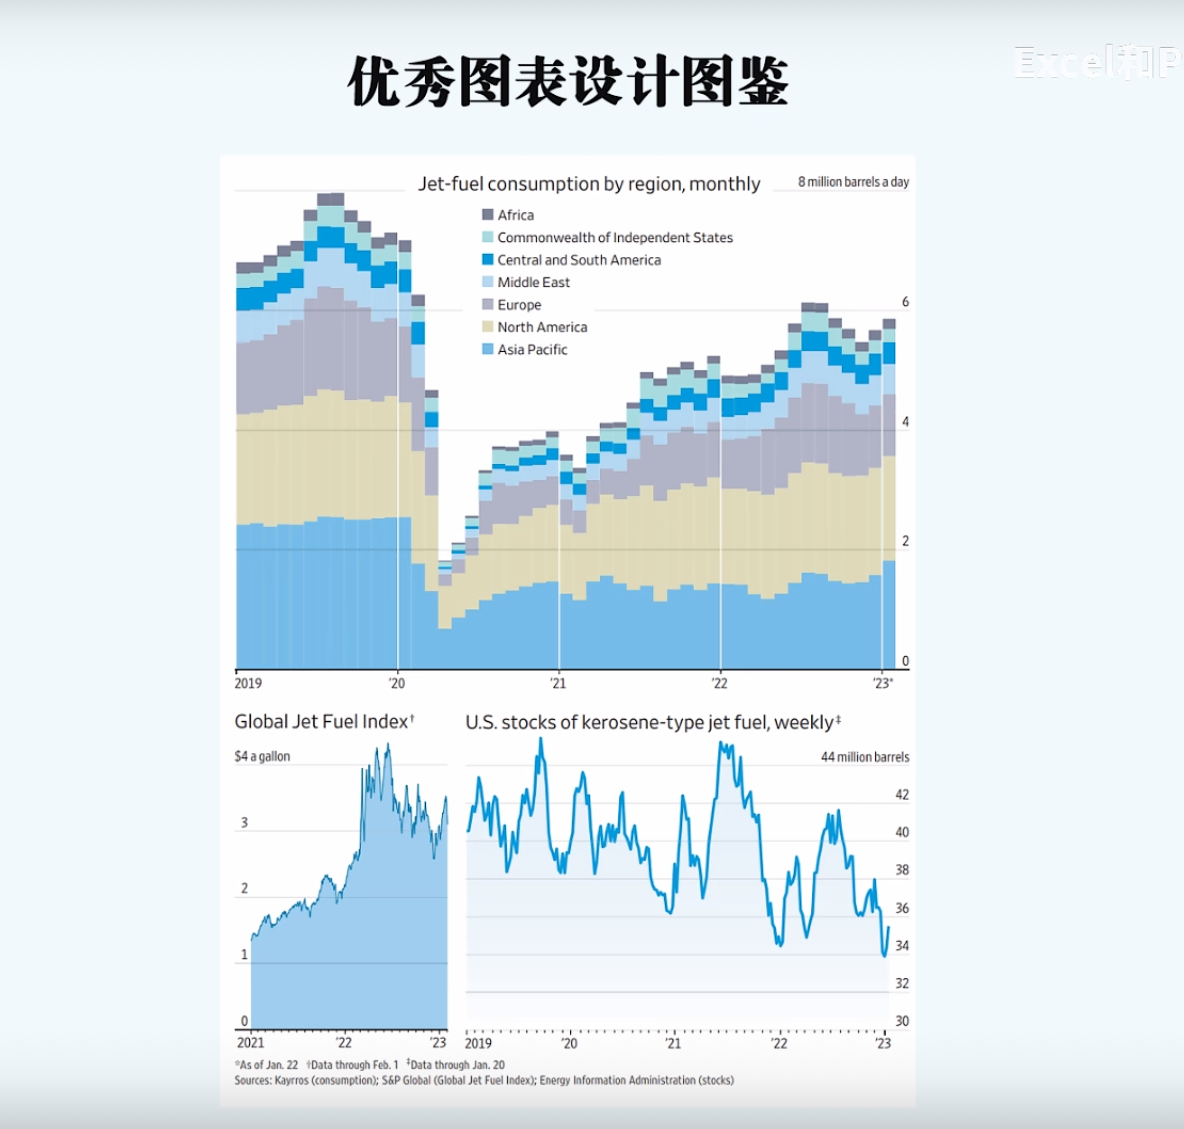 Excel和P
优秀图表设计图鉴
Jet-fuel consumption by region, monthly
8 million barrels a day
Africa
Commonwealth of Independent States
Central and South America
Middle East
Europe
North America
Asia Pacific
6
4
2
0
2019
'20
'21
'22
'23*
Global Jet Fuel Index†
$4 a gallon
3
2
1
0
2021
'22
'23
U.S. stocks of kerosene-type jet fuel, weekly‡
44 million barrels
42
40
38
36
34
32
30
2019
'20
'21
'22
'23
*As of Jan. 22 †Data through Feb. 1 ‡Data through Jan. 20
Sources: Kayrros (consumption); S&P Global (Global Jet Fuel Index); Energy Information Administration (stocks)